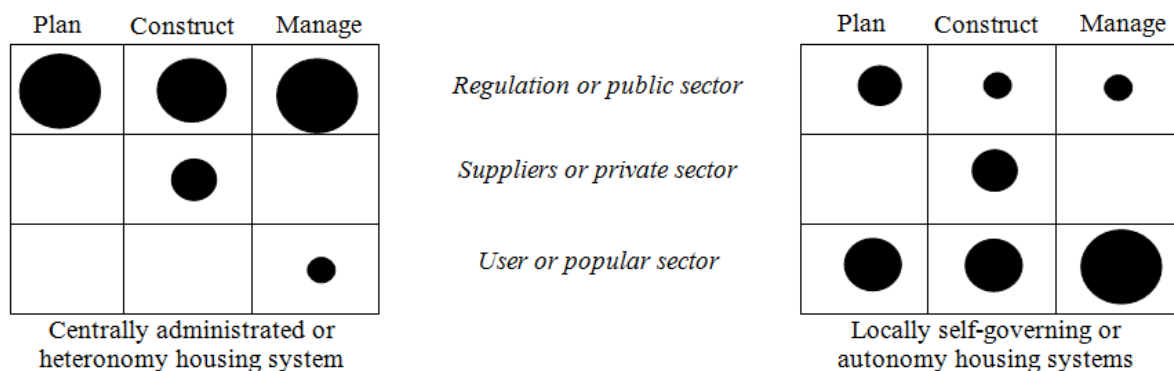 Plan Construct Manage
Plan Construct Manage
Regulation or public sector
Suppliers or private sector
User or popular sector
Centrally administrated or
heteronomy housing system
Locally self-governing or
autonomy housing systems